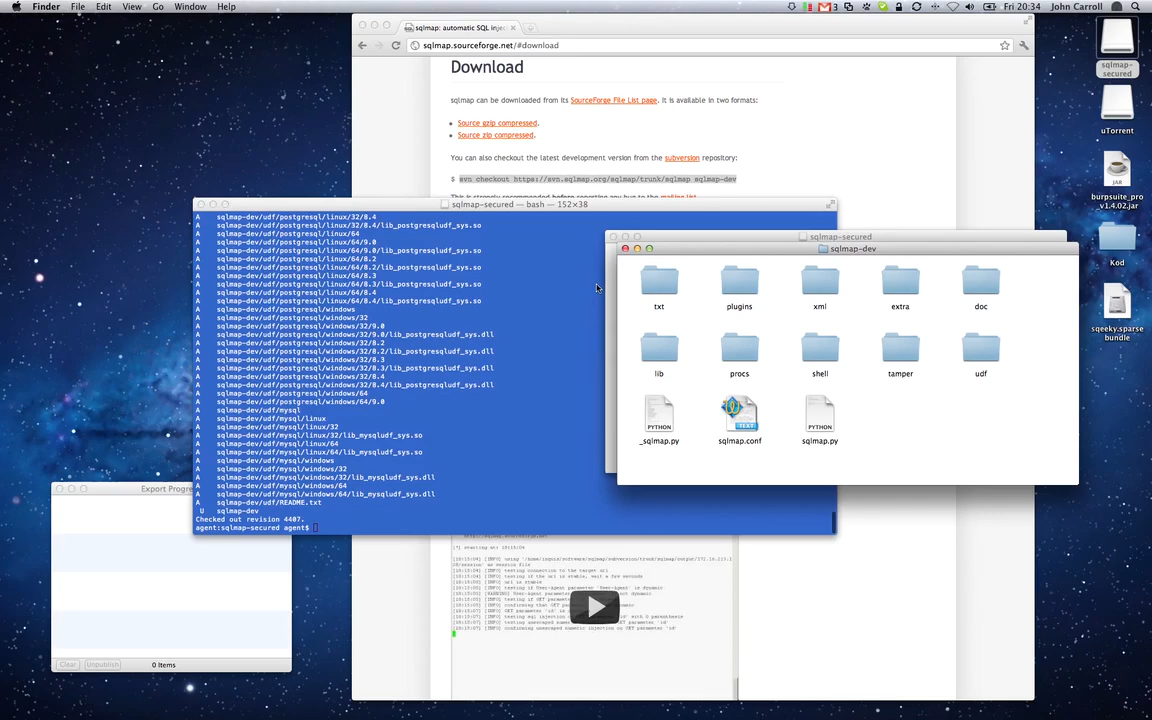 Finder File Edit View Go Window Help
3
Fri 20:34 John Carroll
sqlmap: automatic SQL inje
sqlmap.sourceforge.net/#download
Download
sqlmap can be downloaded from its SourceForge File List page. It is available in two formats:
Source gzip compressed.
Source zip compressed.
You can also checkout the latest development version from the subversion repository:
$ svn checkout https://svn.sqlmap.org/sqlmap/trunk/sqlmap sqlmap-dev
sqlmap-secured — bash — 152×38
A sqlmap-dev/udf/postgresql/linux/32/8.4
A sqlmap-dev/udf/postgresql/linux/32/8.4/lib_postgresqludf_sys.so
A sqlmap-dev/udf/postgresql/linux/64
A sqlmap-dev/udf/postgresql/linux/64/9.0
A sqlmap-dev/udf/postgresql/linux/64/9.0/lib_postgresqludf_sys.so
A sqlmap-dev/udf/postgresql/linux/64/8.2
A sqlmap-dev/udf/postgresql/linux/64/8.2/lib_postgresqludf_sys.so
A sqlmap-dev/udf/postgresql/linux/64/8.3
A sqlmap-dev/udf/postgresql/linux/64/8.3/lib_postgresqludf_sys.so
A sqlmap-dev/udf/postgresql/linux/64/8.4
A sqlmap-dev/udf/postgresql/linux/64/8.4/lib_postgresqludf_sys.so
A sqlmap-dev/udf/postgresql/windows
A sqlmap-dev/udf/postgresql/windows/32
A sqlmap-dev/udf/postgresql/windows/32/9.0
A sqlmap-dev/udf/postgresql/windows/32/9.0/lib_postgresqludf_sys.dll
A sqlmap-dev/udf/postgresql/windows/32/8.2
A sqlmap-dev/udf/postgresql/windows/32/8.2/lib_postgresqludf_sys.dll
A sqlmap-dev/udf/postgresql/windows/32/8.3
A sqlmap-dev/udf/postgresql/windows/32/8.3/lib_postgresqludf_sys.dll
A sqlmap-dev/udf/postgresql/windows/32/8.4
A sqlmap-dev/udf/postgresql/windows/32/8.4/lib_postgresqludf_sys.dll
A sqlmap-dev/udf/postgresql/windows/64
A sqlmap-dev/udf/postgresql/windows/64/9.0
A sqlmap-dev/udf/mysql
A sqlmap-dev/udf/mysql/linux
A sqlmap-dev/udf/mysql/linux/32
A sqlmap-dev/udf/mysql/linux/32/lib_mysqludf_sys.so
A sqlmap-dev/udf/mysql/linux/64
A sqlmap-dev/udf/mysql/linux/64/lib_mysqludf_sys.so
A sqlmap-dev/udf/mysql/windows
A sqlmap-dev/udf/mysql/windows/32
A sqlmap-dev/udf/mysql/windows/32/lib_mysqludf_sys.dll
A sqlmap-dev/udf/mysql/windows/64
A sqlmap-dev/udf/mysql/windows/64/lib_mysqludf_sys.dll
A sqlmap-dev/udf/README.txt
U sqlmap-dev
Checked out revision 4407.
agent:sqlmap-secured agent$
sqlmap-secured
sqlmap-dev
txt plugins xml extra doc
lib procs shell tamper udf
PYTHON TEXT PYTHON
_sqlmap.py sqlmap.conf sqlmap.py
Export Progre
Clear Unpublish 0 Items
[*] starting at: 18:15:04
sqlmap-
secured
uTorrent
JAR
burpsuite_pro
_v1.4.02.jar
Kod
sqeeky.sparse
bundle